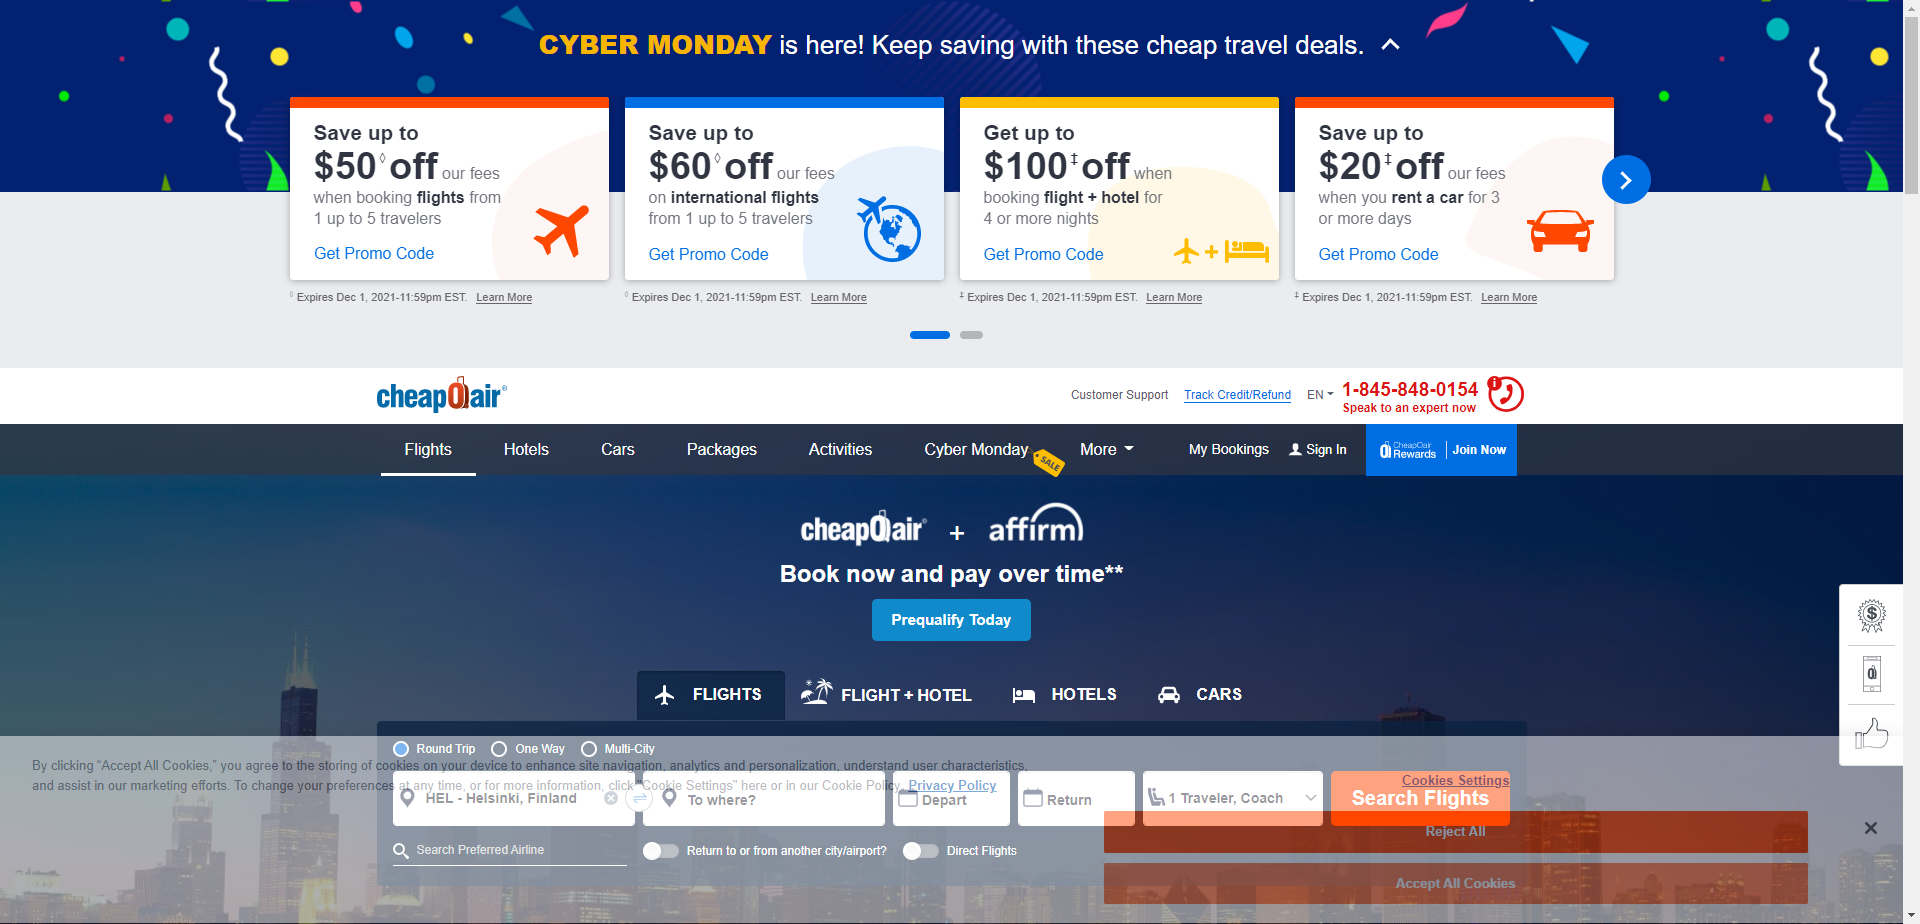 CYBER MONDAY is here! Keep saving with these cheap travel deals.
Save up to
$50◊ off our fees
when booking flights from
1 up to 5 travelers
Get Promo Code
◊ Expires Dec 1, 2021-11:59pm EST. Learn More
Save up to
$60◊ off our fees
on international flights
from 1 up to 5 travelers
Get Promo Code
◊ Expires Dec 1, 2021-11:59pm EST. Learn More
Get up to
$100‡ off when
booking flight + hotel for
4 or more nights
Get Promo Code
‡ Expires Dec 1, 2021-11:59pm EST. Learn More
Save up to
$20‡ off our fees
when you rent a car for 3
or more days
Get Promo Code
‡ Expires Dec 1, 2021-11:59pm EST. Learn More
cheapOair®
Customer Support Track Credit/Refund EN 1-845-848-0154
Speak to an expert now
Flights Hotels Cars Packages Activities Cyber Monday SALE More My Bookings Sign In CheapOair Rewards Join Now
cheapOair® + affirm
Book now and pay over time**
Prequalify Today
FLIGHTS FLIGHT + HOTEL HOTELS CARS
Round Trip One Way Multi-City
By clicking “Accept All Cookies,” you agree to the storing of cookies on your device to enhance site navigation, analytics and personalization, understand user characteristics,
and assist in our marketing efforts. To change your preferences at any time, or for more information, click "Cookie Settings" here or in our Cookie Policy. Privacy Policy
Cookies Settings
HEL - Helsinki, Finland To where? Depart Return 1 Traveler, Coach Search Flights
Reject All
Search Preferred Airline Return to or from another city/airport? Direct Flights
Accept All Cookies